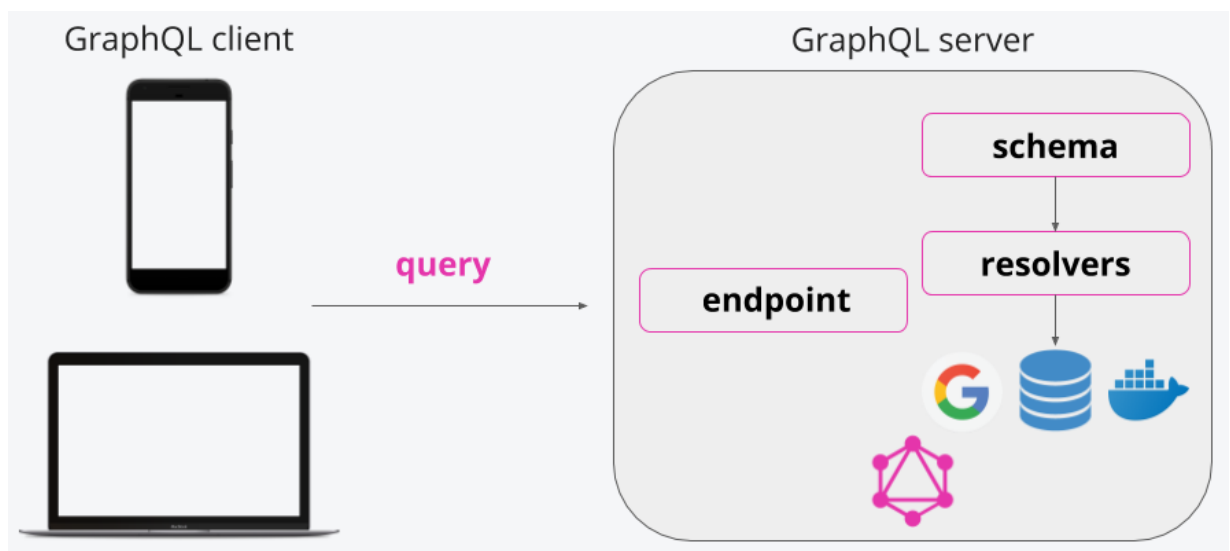 GraphQL client
GraphQL server
schema
query
resolvers
endpoint